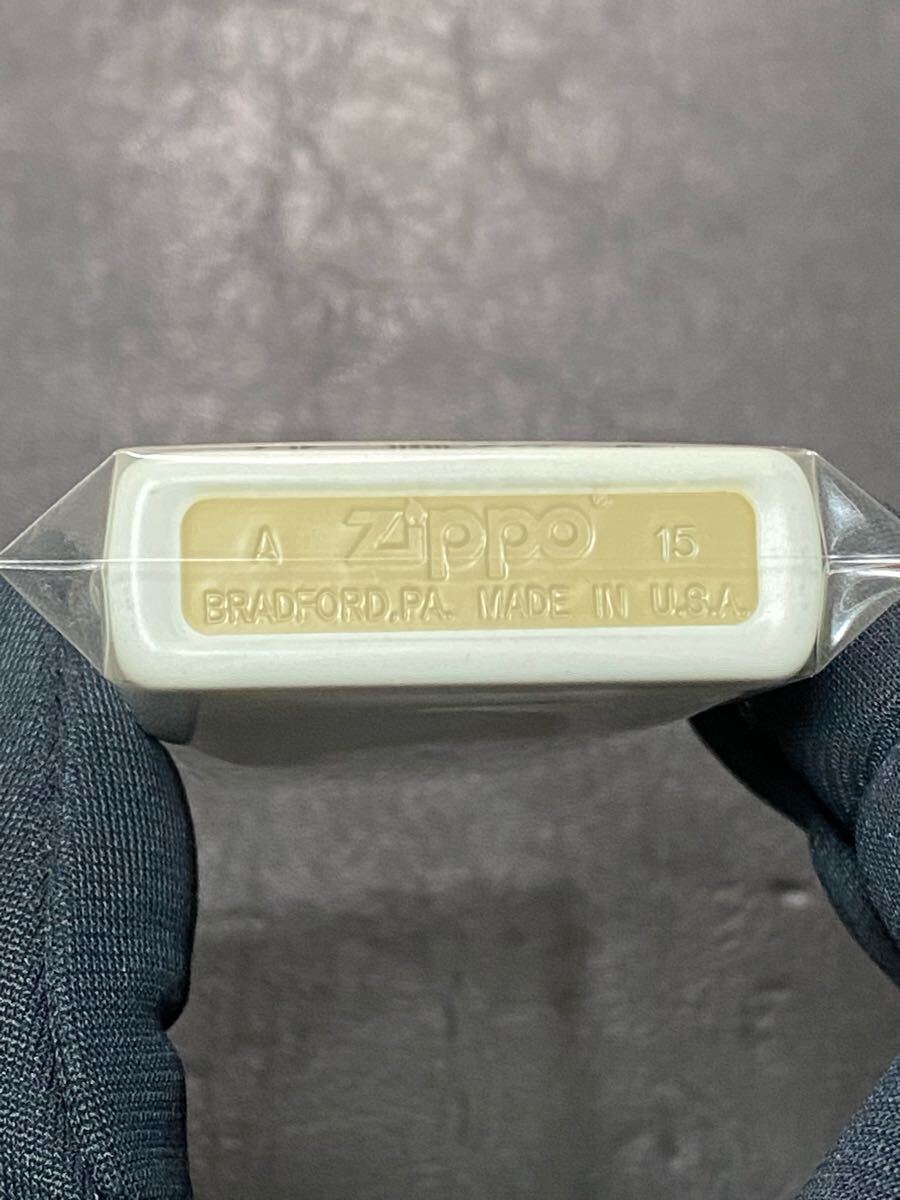 A zippo® 15
BRADFORD, PA. MADE IN U.S.A.